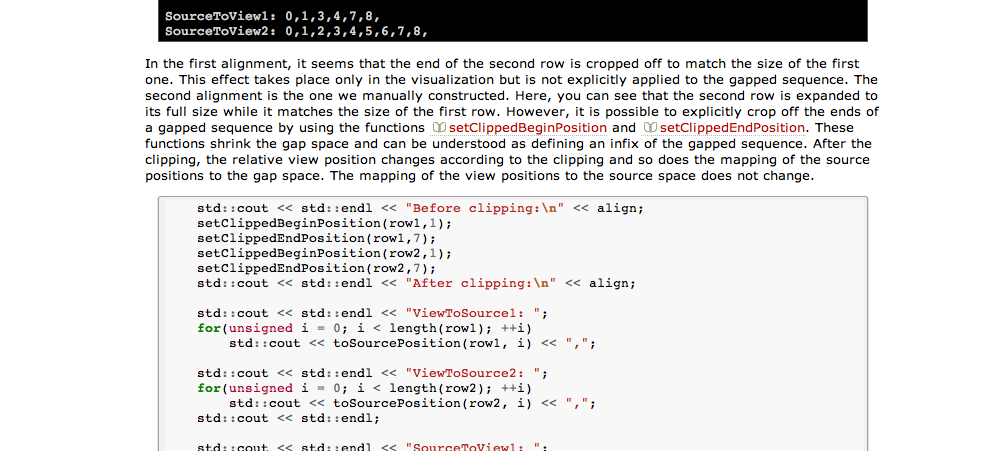 SourceToView1: 0,1,3,4,7,8,
SourceToView2: 0,1,2,3,4,5,6,7,8,
In the first alignment, it seems that the end of the second row is cropped off to match the size of the first
one. This effect takes place only in the visualization but is not explicitly applied to the gapped sequence. The
second alignment is the one we manually constructed. Here, you can see that the second row is expanded to
its full size while it matches the size of the first row. However, it is possible to explicitly crop off the ends of
a gapped sequence by using the functions setClippedBeginPosition and setClippedEndPosition. These
functions shrink the gap space and can be understood as defining an infix of the gapped sequence. After the
clipping, the relative view position changes according to the clipping and so does the mapping of the source
positions to the gap space. The mapping of the view positions to the source space does not change.
std::cout << std::endl << "Before clipping:\n" << align;
setClippedBeginPosition(row1,1);
setClippedEndPosition(row1,7);
setClippedBeginPosition(row2,1);
setClippedEndPosition(row2,7);
std::cout << std::endl << "After clipping:\n" << align;
std::cout << std::endl << "ViewToSource1: ";
for(unsigned i = 0; i < length(row1); ++i)
    std::cout << toSourcePosition(row1, i) << ",";
std::cout << std::endl << "ViewToSource2: ";
for(unsigned i = 0; i < length(row2); ++i)
    std::cout << toSourcePosition(row2, i) << ",";
std::cout << std::endl;
std::cout << std::endl << "SourceToView1: ";